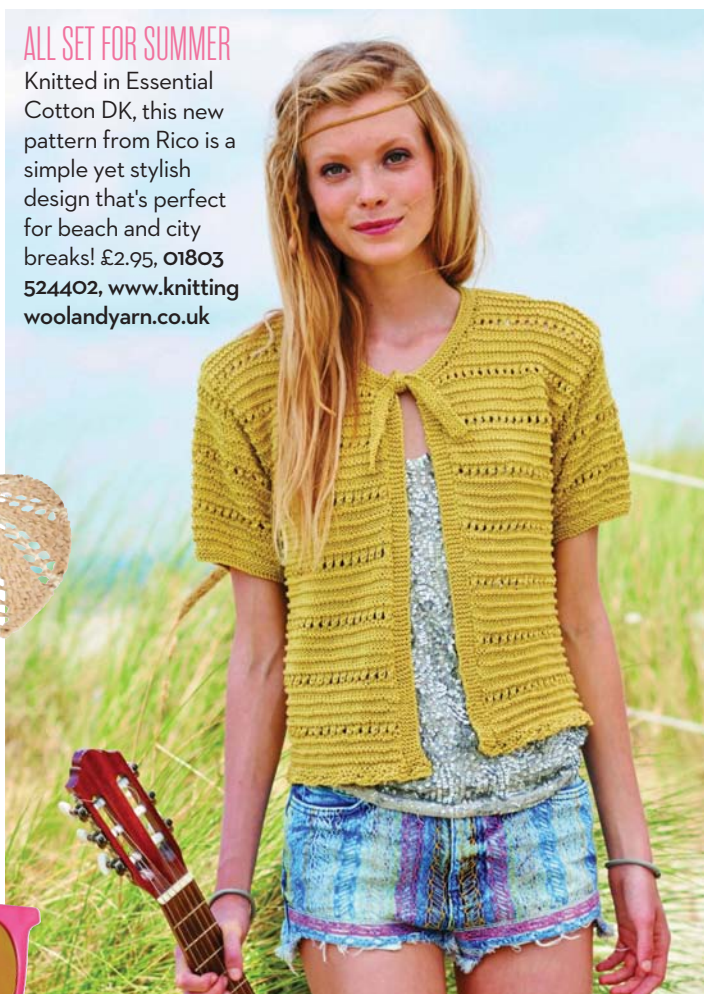 ALL SET FOR SUMMER
Knitted in Essential
Cotton DK, this new
pattern from Rico is a
simple yet stylish
design that's perfect
for beach and city
breaks! £2.95, 01803
524402, www.knitting
woolandyarn.co.uk